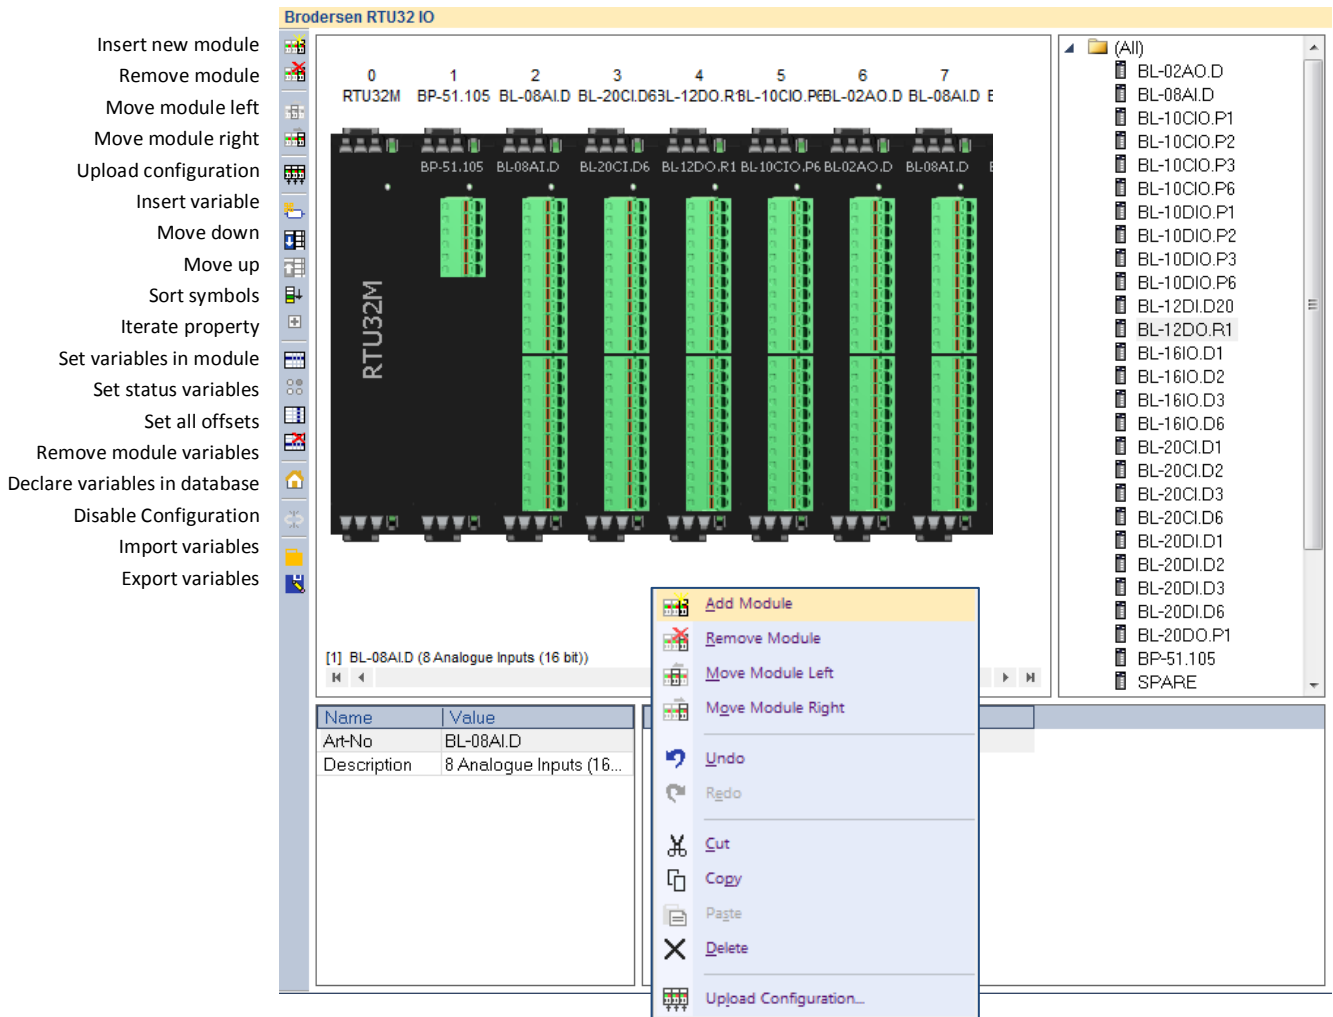 Brodersen RTU32 IO
Insert new module
Remove module
Move module left
Move module right
Upload configuration
Insert variable
Move down
Move up
Sort symbols
Iterate property
Set variables in module
Set status variables
Set all offsets
Remove module variables
Declare variables in database
Disable Configuration
Import variables
Export variables
0 1 2 3 4 5 6 7
RTU32M BP-51.105 BL-08AI.D BL-20CI.D6 BL-12DO.R1 BL-10CIO.P6 BL-02AO.D BL-08AI.D
BP-51.105 BL-08AI.D BL-20CI.D6 BL-12DO.R1 BL-10CIO.P6 BL-02AO.D BL-08AI.D
RTU32M
[1] BL-08AI.D (8 Analogue Inputs (16 bit))
(All)
BL-02AO.D
BL-08AI.D
BL-10CIO.P1
BL-10CIO.P2
BL-10CIO.P3
BL-10CIO.P6
BL-10DIO.P1
BL-10DIO.P2
BL-10DIO.P3
BL-10DIO.P6
BL-12DI.D20
BL-12DO.R1
BL-16IO.D1
BL-16IO.D2
BL-16IO.D3
BL-16IO.D6
BL-20CI.D1
BL-20CI.D2
BL-20CI.D3
BL-20CI.D6
BL-20DI.D1
BL-20DI.D2
BL-20DI.D3
BL-20DI.D6
BL-20DO.P1
BP-51.105
SPARE
Name Value
Art-No BL-08AI.D
Description 8 Analogue Inputs (16...
Add Module
Remove Module
Move Module Left
Move Module Right
Undo
Redo
Cut
Copy
Paste
Delete
Upload Configuration...